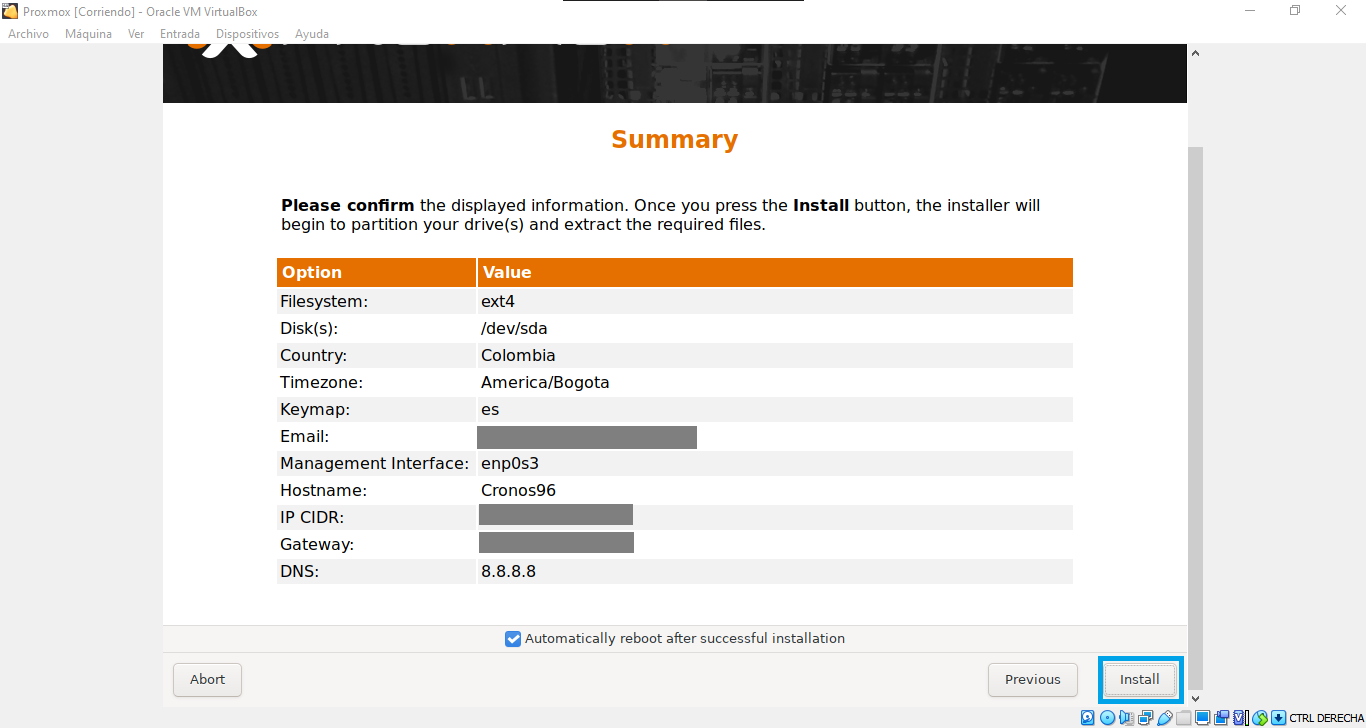 Proxmox [Corriendo] - Oracle VM VirtualBox
Archivo Máquina Ver Entrada Dispositivos Ayuda
Summary
Please confirm the displayed information. Once you press the Install button, the installer will
begin to partition your drive(s) and extract the required files.
Option Value
Filesystem: ext4
Disk(s): /dev/sda
Country: Colombia
Timezone: America/Bogota
Keymap: es
Email:
Management Interface: enp0s3
Hostname: Cronos96
IP CIDR:
Gateway:
DNS: 8.8.8.8
Automatically reboot after successful installation
Abort Previous Install
CTRL DERECHA